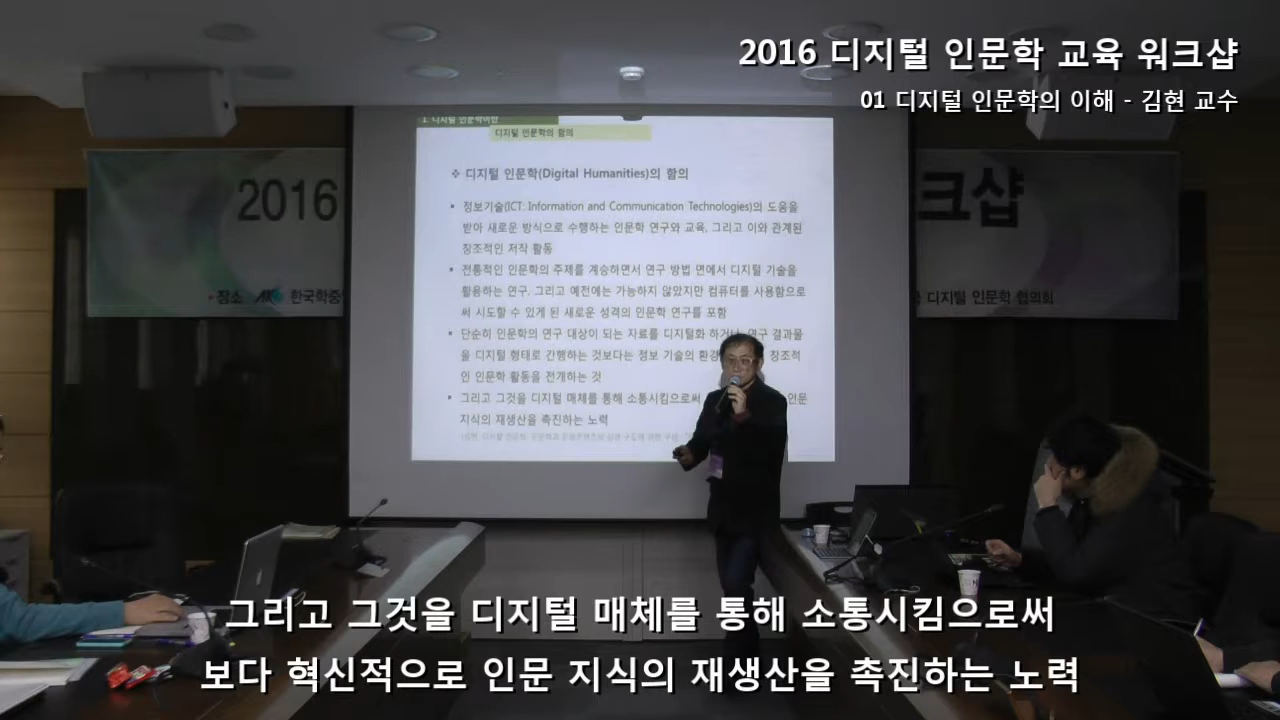 2016 디지털 인문학 교육 워크샵
01 디지털 인문학의 이해 - 김현 교수
2016
크샵
• 장소
한국학중앙
디지털 인문학 협의회
1. 디지털 인문학이란
디지털 인문학의 함의
❖ 디지털 인문학(Digital Humanities)의 함의
▪ 정보기술(ICT: Information and Communication Technologies)의 도움을
받아 새로운 방식으로 수행하는 인문학 연구와 교육, 그리고 이와 관계된
창조적인 저작 활동
▪ 전통적인 인문학의 주제를 계승하면서 연구 방법 면에서 디지털 기술을
활용하는 연구, 그리고 예전에는 가능하지 않았지만 컴퓨터를 사용함으로
써 시도할 수 있게 된 새로운 성격의 인문학 연구를 포함
▪ 단순히 인문학의 연구 대상이 되는 자료를 디지털화 하거나, 연구 결과물
을 디지털 형태로 간행하는 것보다는 정보 기술의 환경 창조적
인 인문학 활동을 전개하는 것
▪ 그리고 그것을 디지털 매체를 통해 소통시킴으로써 인문
지식의 재생산을 촉진하는 노력
그리고 그것을 디지털 매체를 통해 소통시킴으로써
보다 혁신적으로 인문 지식의 재생산을 촉진하는 노력